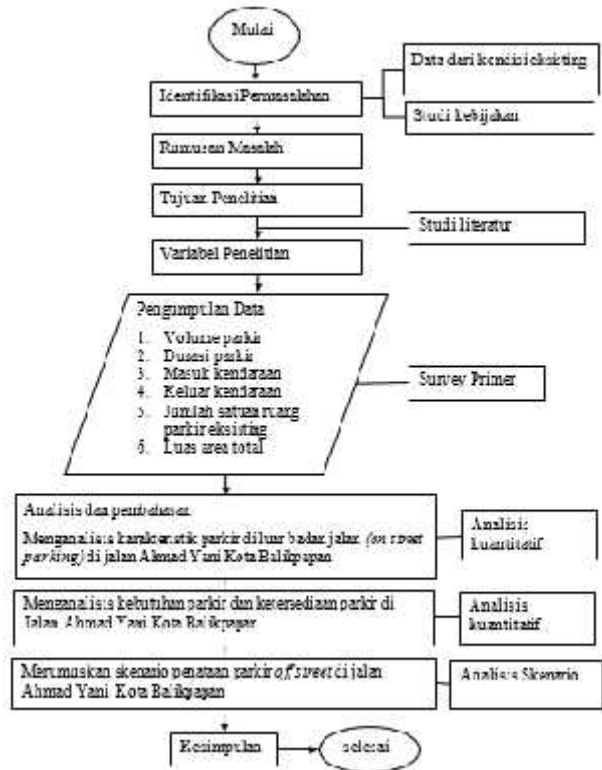 Mulai
Identifikasi Permasalahan
Data dari kondisi eksisting
Studi kebijakan
Rumusan Masalah
Tujuan Penelitian
Studi literatur
Variabel Penelitian
Pengumpulan Data
1. Volume parkir
2. Durasi parkir
3. Masuk kendaraan
4. Keluar kendaraan
5. Jumlah satuan ruang
parkir eksisting
6. Luas area total
Survey Primer
Analisis dan pembahasan
Menganalisis karakteristik parkir di luar badan jalan (on street
parking) di jalan Ahmad Yani Kota Balikpapan
Analisis
kuantitatif
Menganalisis kebutuhan parkir dan ketersediaan parkir di
Jalan Ahmad Yani Kota Balikpapan
Analisis
kuantitatif
Merumuskan skenario penataan parkir off street di jalan
Ahmad Yani Kota Balikpapan
Analisis Skenario
Kesimpulan
selesai